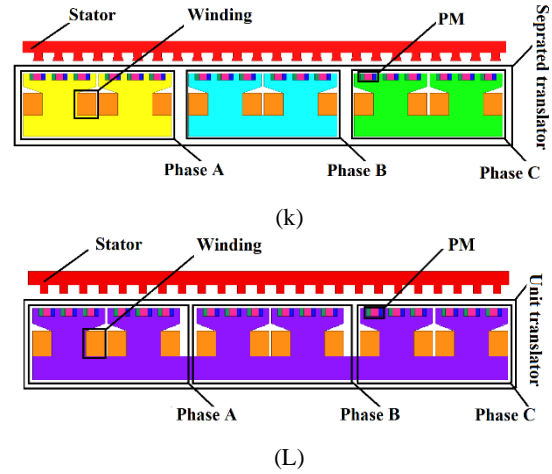 Stator
Winding
PM
Seprated translator
Phase A
Phase B
Phase C
(k)
Stator
Winding
PM
Unit translator
Phase A
Phase B
Phase C
(L)